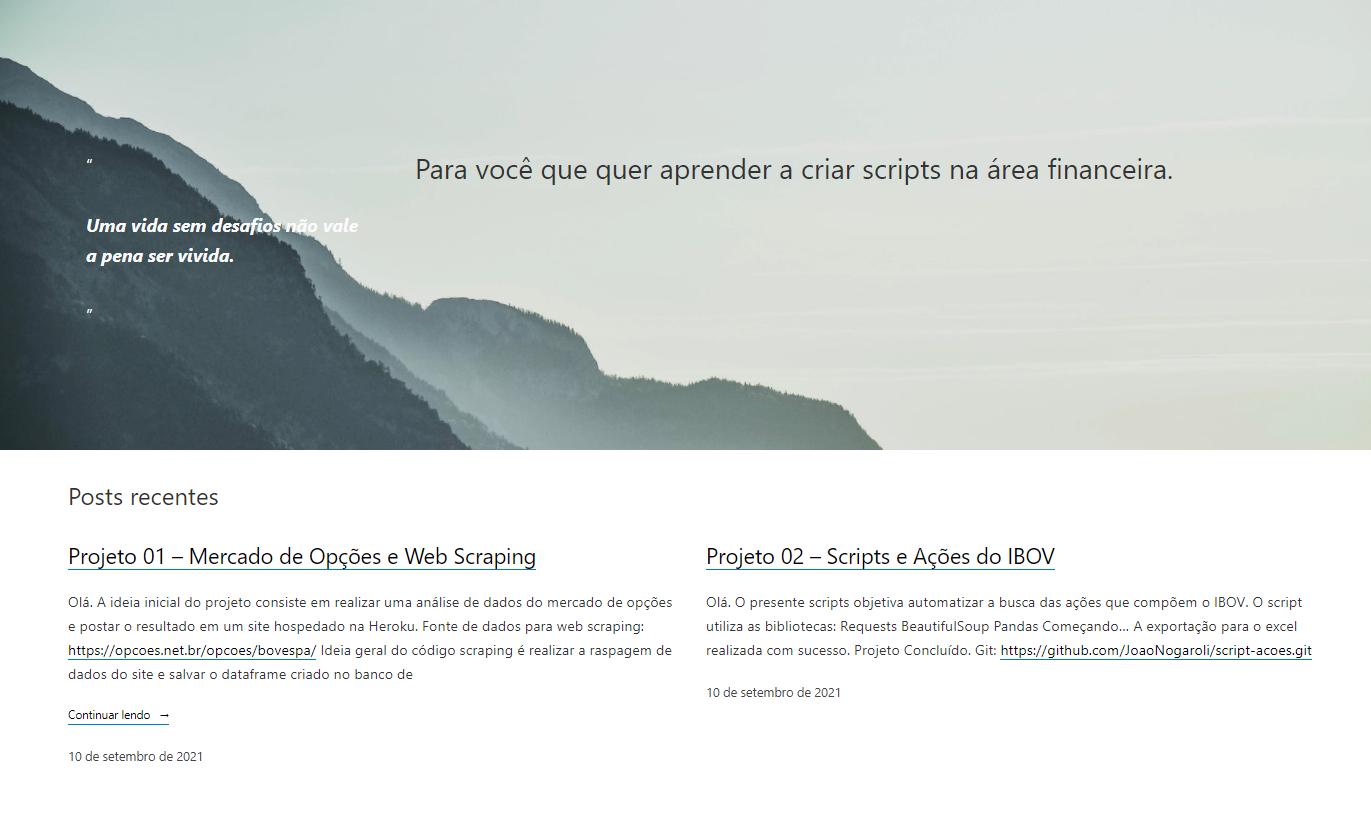 “
Uma vida sem desafios não vale
a pena ser vivida.
”
Para você que quer aprender a criar scripts na área financeira.
Posts recentes
Projeto 01 – Mercado de Opções e Web Scraping
Olá. A ideia inicial do projeto consiste em realizar uma análise de dados do mercado de opções
e postar o resultado em um site hospedado na Heroku. Fonte de dados para web scraping:
https://opcoes.net.br/opcoes/bovespa/ Ideia geral do código scraping é realizar a raspagem de
dados do site e salvar o dataframe criado no banco de
Continuar lendo →
10 de setembro de 2021
Projeto 02 – Scripts e Ações do IBOV
Olá. O presente scripts objetiva automatizar a busca das ações que compõem o IBOV. O script
utiliza as bibliotecas: Requests BeautifulSoup Pandas Começando... A exportação para o excel
realizada com sucesso. Projeto Concluído. Git: https://github.com/JoaoNogaroli/script-acoes.git
10 de setembro de 2021